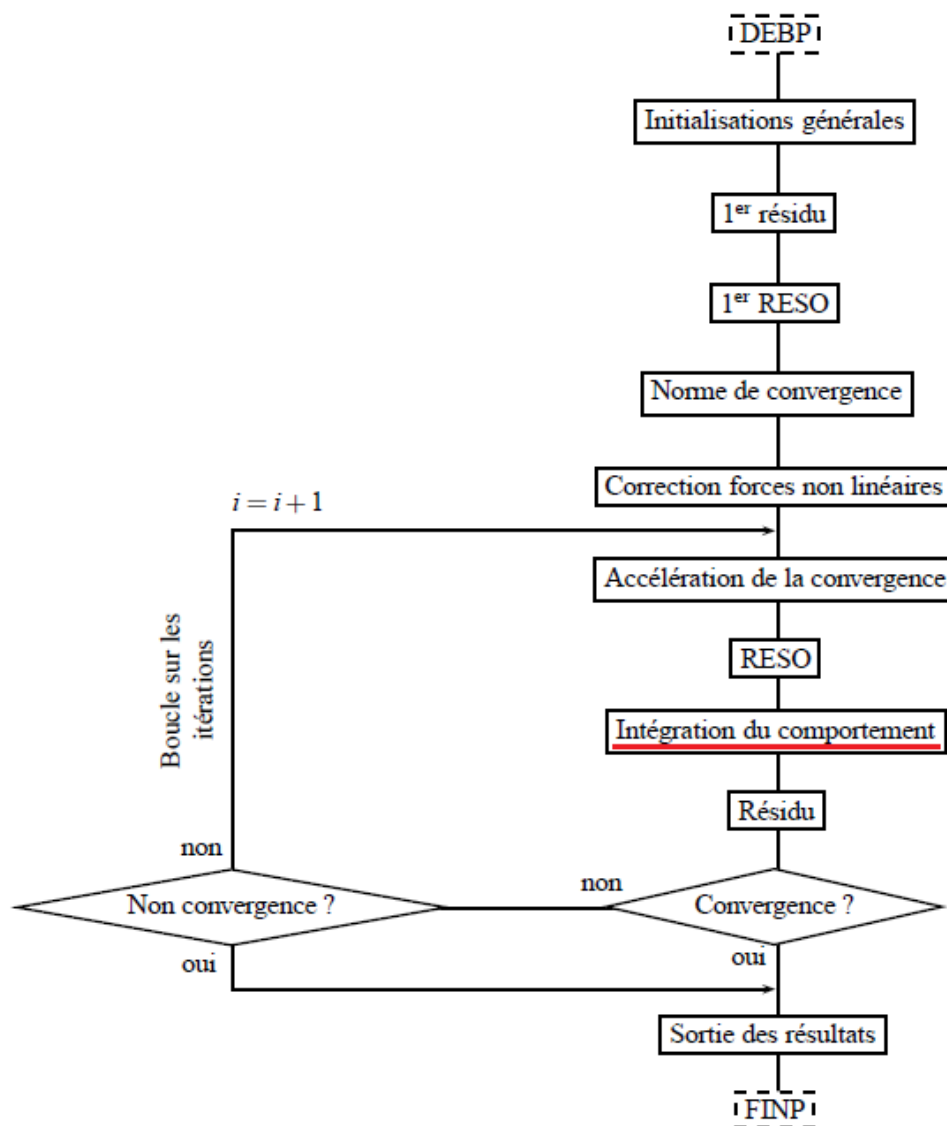 DEBP
Initialisations générales
1er résidu
1er RESO
Norme de convergence
Correction forces non linéaires
i = i + 1
Accélération de la convergence
Boucle sur les
itérations
RESO
Intégration du comportement
Résidu
non
Non convergence ?
non
Convergence ?
oui
oui
Sortie des résultats
FINP